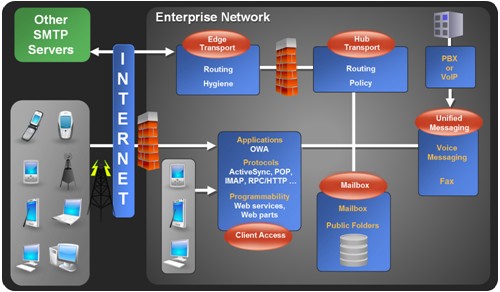 Other
SMTP
Servers
Enterprise Network
INTERNET
Edge
Transport
Routing
Hygiene
Hub
Transport
Routing
Policy
PBX
or
VoIP
Unified
Messaging
Voice
Messaging
Fax
Applications
OWA
Protocols
ActiveSync, POP,
IMAP, RPC/HTTP ...
Programmability
Web services,
Web parts
Client Access
Mailbox
Mailbox
Public Folders